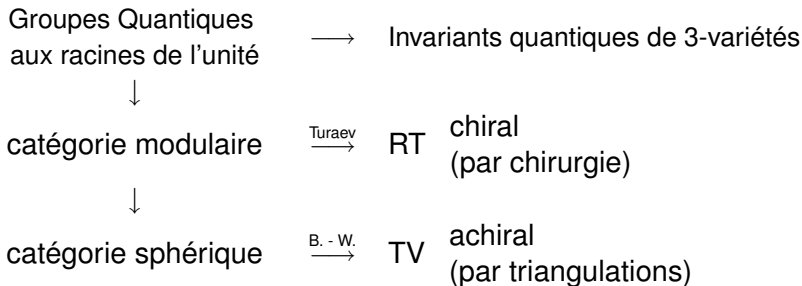 Groupes Quantiques
aux racines de l'unité
⟶ Invariants quantiques de 3-variétés
↓
catégorie modulaire Turaev ⟶ RT chiral
(par chirurgie)
↓
catégorie sphérique B. - W. ⟶ TV achiral
(par triangulations)